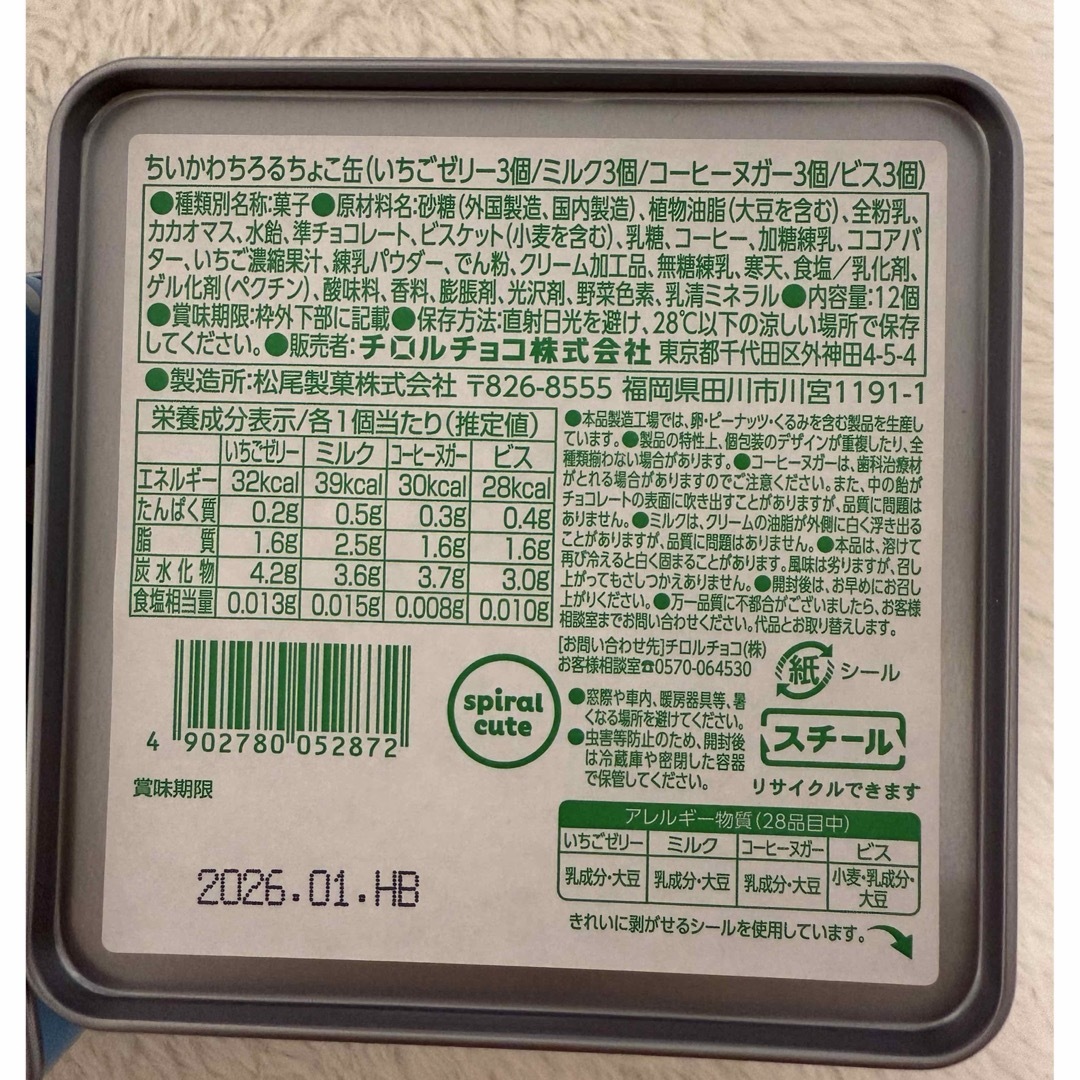 ちいかわちろるちょこ缶(いちごゼリー3個/ミルク3個/コーヒーヌガー3個/ビス3個)
●種類別名称:菓子●原材料名:砂糖(外国製造、国内製造)、植物油脂(大豆を含む)、全粉乳、
カカオマス、水飴、準チョコレート、ビスケット(小麦を含む)、乳糖、コーヒー、加糖練乳、ココアバ
ター、いちご濃縮果汁、練乳パウダー、でん粉、クリーム加工品、無糖練乳、寒天、食塩/乳化剤、
ゲル化剤(ペクチン)、酸味料、香料、膨脹剤、光沢剤、野菜色素、乳清ミネラル●内容量:12個
●賞味期限:枠外下部に記載●保存方法:直射日光を避け、28℃以下の涼しい場所で保存
してください。●販売者:チロルチョコ株式会社 東京都千代田区外神田4-5-4
●製造所:松尾製菓株式会社 〒826-8555 福岡県田川市川宮1191-1
栄養成分表示/各1個当たり(推定値)
いちごゼリー ミルク コーヒーヌガー ビス
エネルギー 32kcal 39kcal 30kcal 28kcal
たんぱく質 0.2g 0.5g 0.3g 0.4g
脂質 1.6g 2.5g 1.6g 1.6g
炭水化物 4.2g 3.6g 3.7g 3.0g
食塩相当量 0.013g 0.015g 0.008g 0.010g
●本品製造工場では、卵・ピーナッツ・くるみを含む製品を生産し
ています。●製品の特性上、個包装のデザインが重複したり、全
種類揃わない場合があります。●コーヒーヌガーは、歯科治療材
がとれる場合がありますのでご注意ください。また、中の飴が
チョコレートの表面に吹き出すことがありますが、品質に問題は
ありません。●ミルクは、クリームの油脂が外側に白く浮き出る
ことがありますが、品質に問題はありません。●本品は、溶けて
再び冷えると白く固まることがあります。風味は劣りますが、召し
上がってもさしつかえありません。●開封後は、お早めにお召し
上がりください。●万一品質に不都合がございましたら、お客様
相談室までお問い合わせください。代品とお取り替えします。
[お問い合わせ先]チロルチョコ(株)
お客様相談室☎0570-064530
紙 シール
●窓際や車内、暖房器具等、暑
くなる場所を避けてください。
●虫害等防止のため、開封後
は冷蔵庫や密閉した容器
で保管してください。
スチール
リサイクルできます
4 902780 052872
spiral
cute
賞味期限
2026.01.HB
アレルギー物質(28品目中)
いちごゼリー ミルク コーヒーヌガー ビス
乳成分・大豆 乳成分・大豆 乳成分・大豆 小麦・乳成分・
大豆
きれいに剥がせるシールを使用しています。